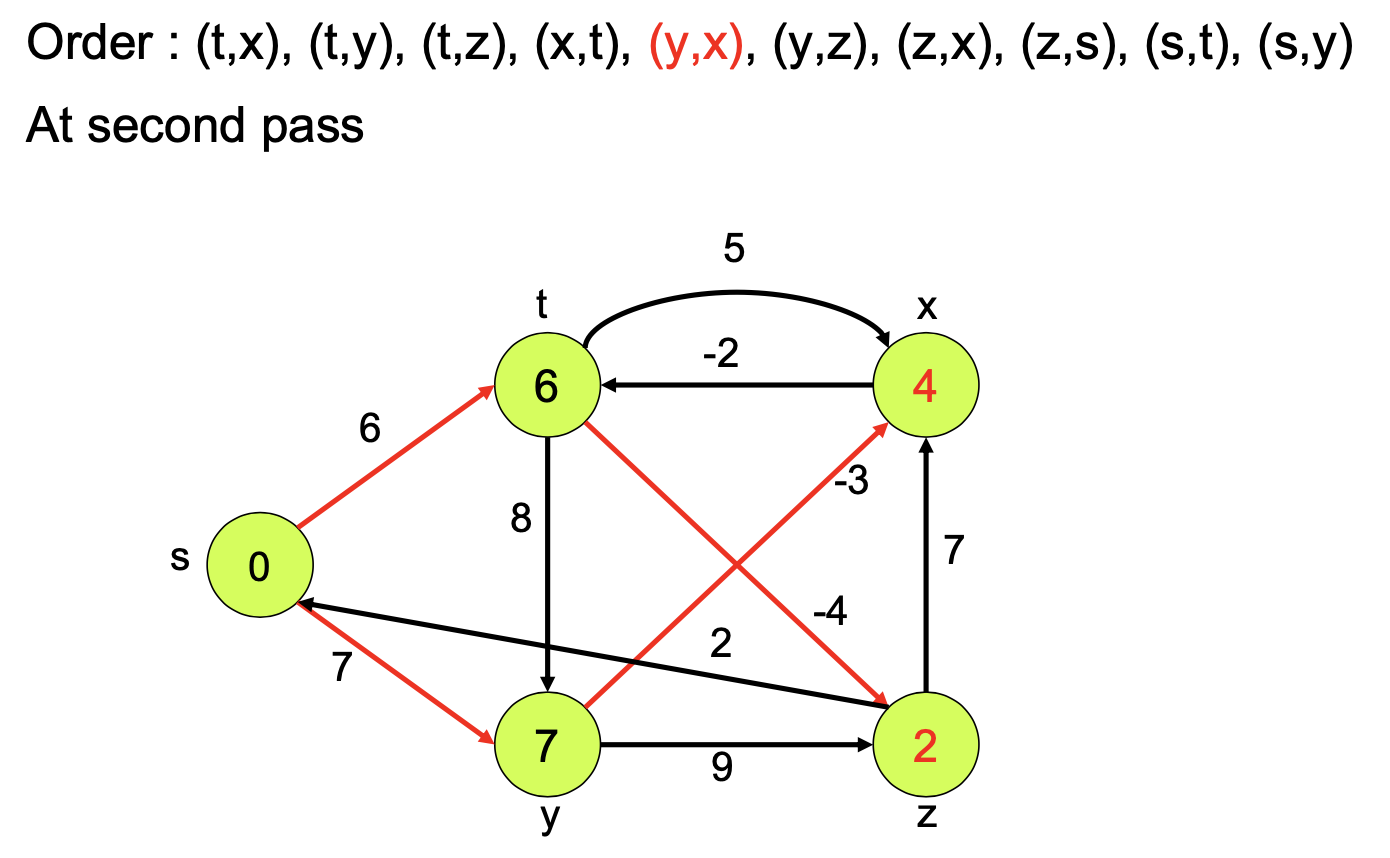 Order : (t,x), (t,y), (t,z), (x,t), (y,x), (y,z), (z,x), (z,s), (s,t), (s,y)
At second pass
5
t
x
-2
6
4
6
-3
8
s
0
7
-4
2
7
7
2
9
y
z